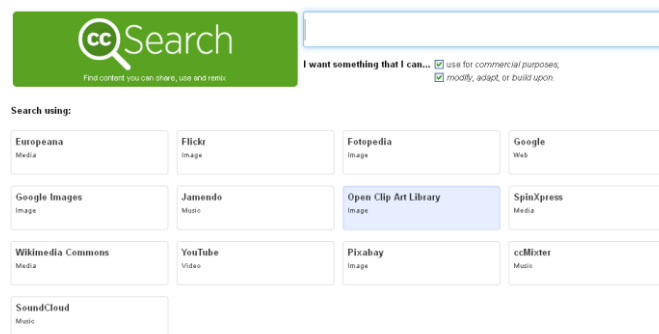 cc Search
Find content you can share, use and remix
I want something that I can... use for commercial purposes;
modify, adapt, or build upon.
Search using:
Europeana Flickr Fotopedia Google
Media Image Image Web
Google Images Jamendo Open Clip Art Library SpinXpress
Image Music Image Media
Wikimedia Commons YouTube Pixabay ccMixter
Media Video Image Music
SoundCloud
Music